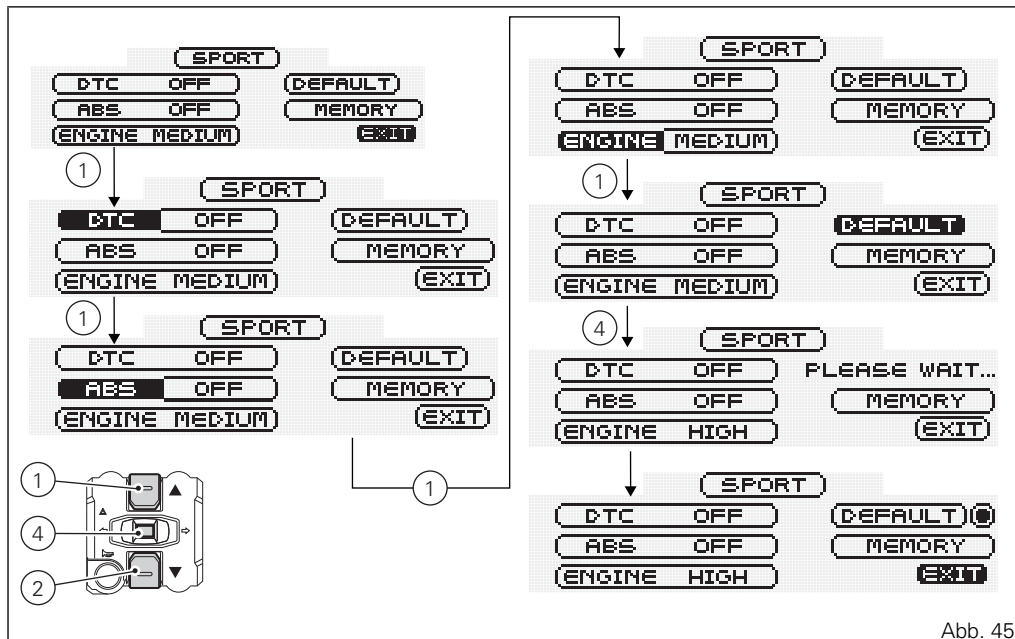 SPORT
DTC OFF DEFAULT
ABS OFF MEMORY
ENGINE MEDIUM EXIT
1
SPORT
DTC OFF DEFAULT
ABS OFF MEMORY
ENGINE MEDIUM EXIT
1
SPORT
DTC OFF DEFAULT
ABS OFF MEMORY
ENGINE MEDIUM EXIT
1
SPORT
DTC OFF DEFAULT
ABS OFF MEMORY
ENGINE MEDIUM EXIT
1
SPORT
DTC OFF DEFAULT
ABS OFF MEMORY
ENGINE MEDIUM EXIT
4
SPORT
DTC OFF PLEASE WAIT...
ABS OFF MEMORY
ENGINE HIGH EXIT
SPORT
DTC OFF DEFAULT
ABS OFF MEMORY
ENGINE HIGH EXIT
1
4
2
Abb. 45